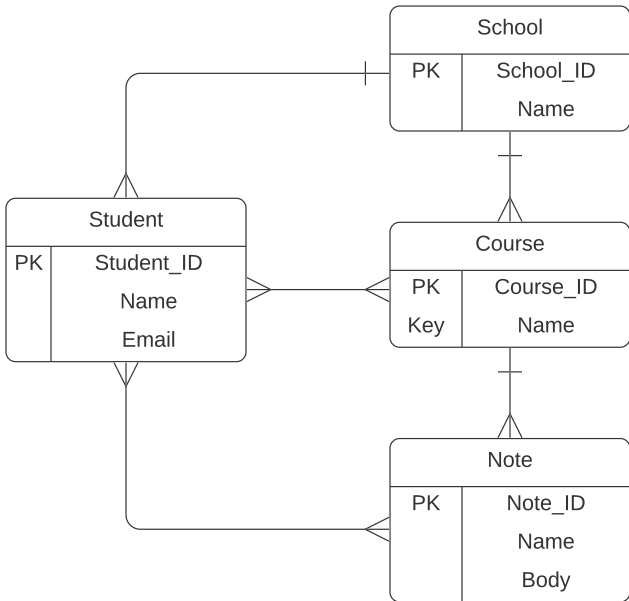 School
PK School_ID
Name
Student
PK Student_ID
Name
Email
Course
PK Course_ID
Key Name
Note
PK Note_ID
Name
Body